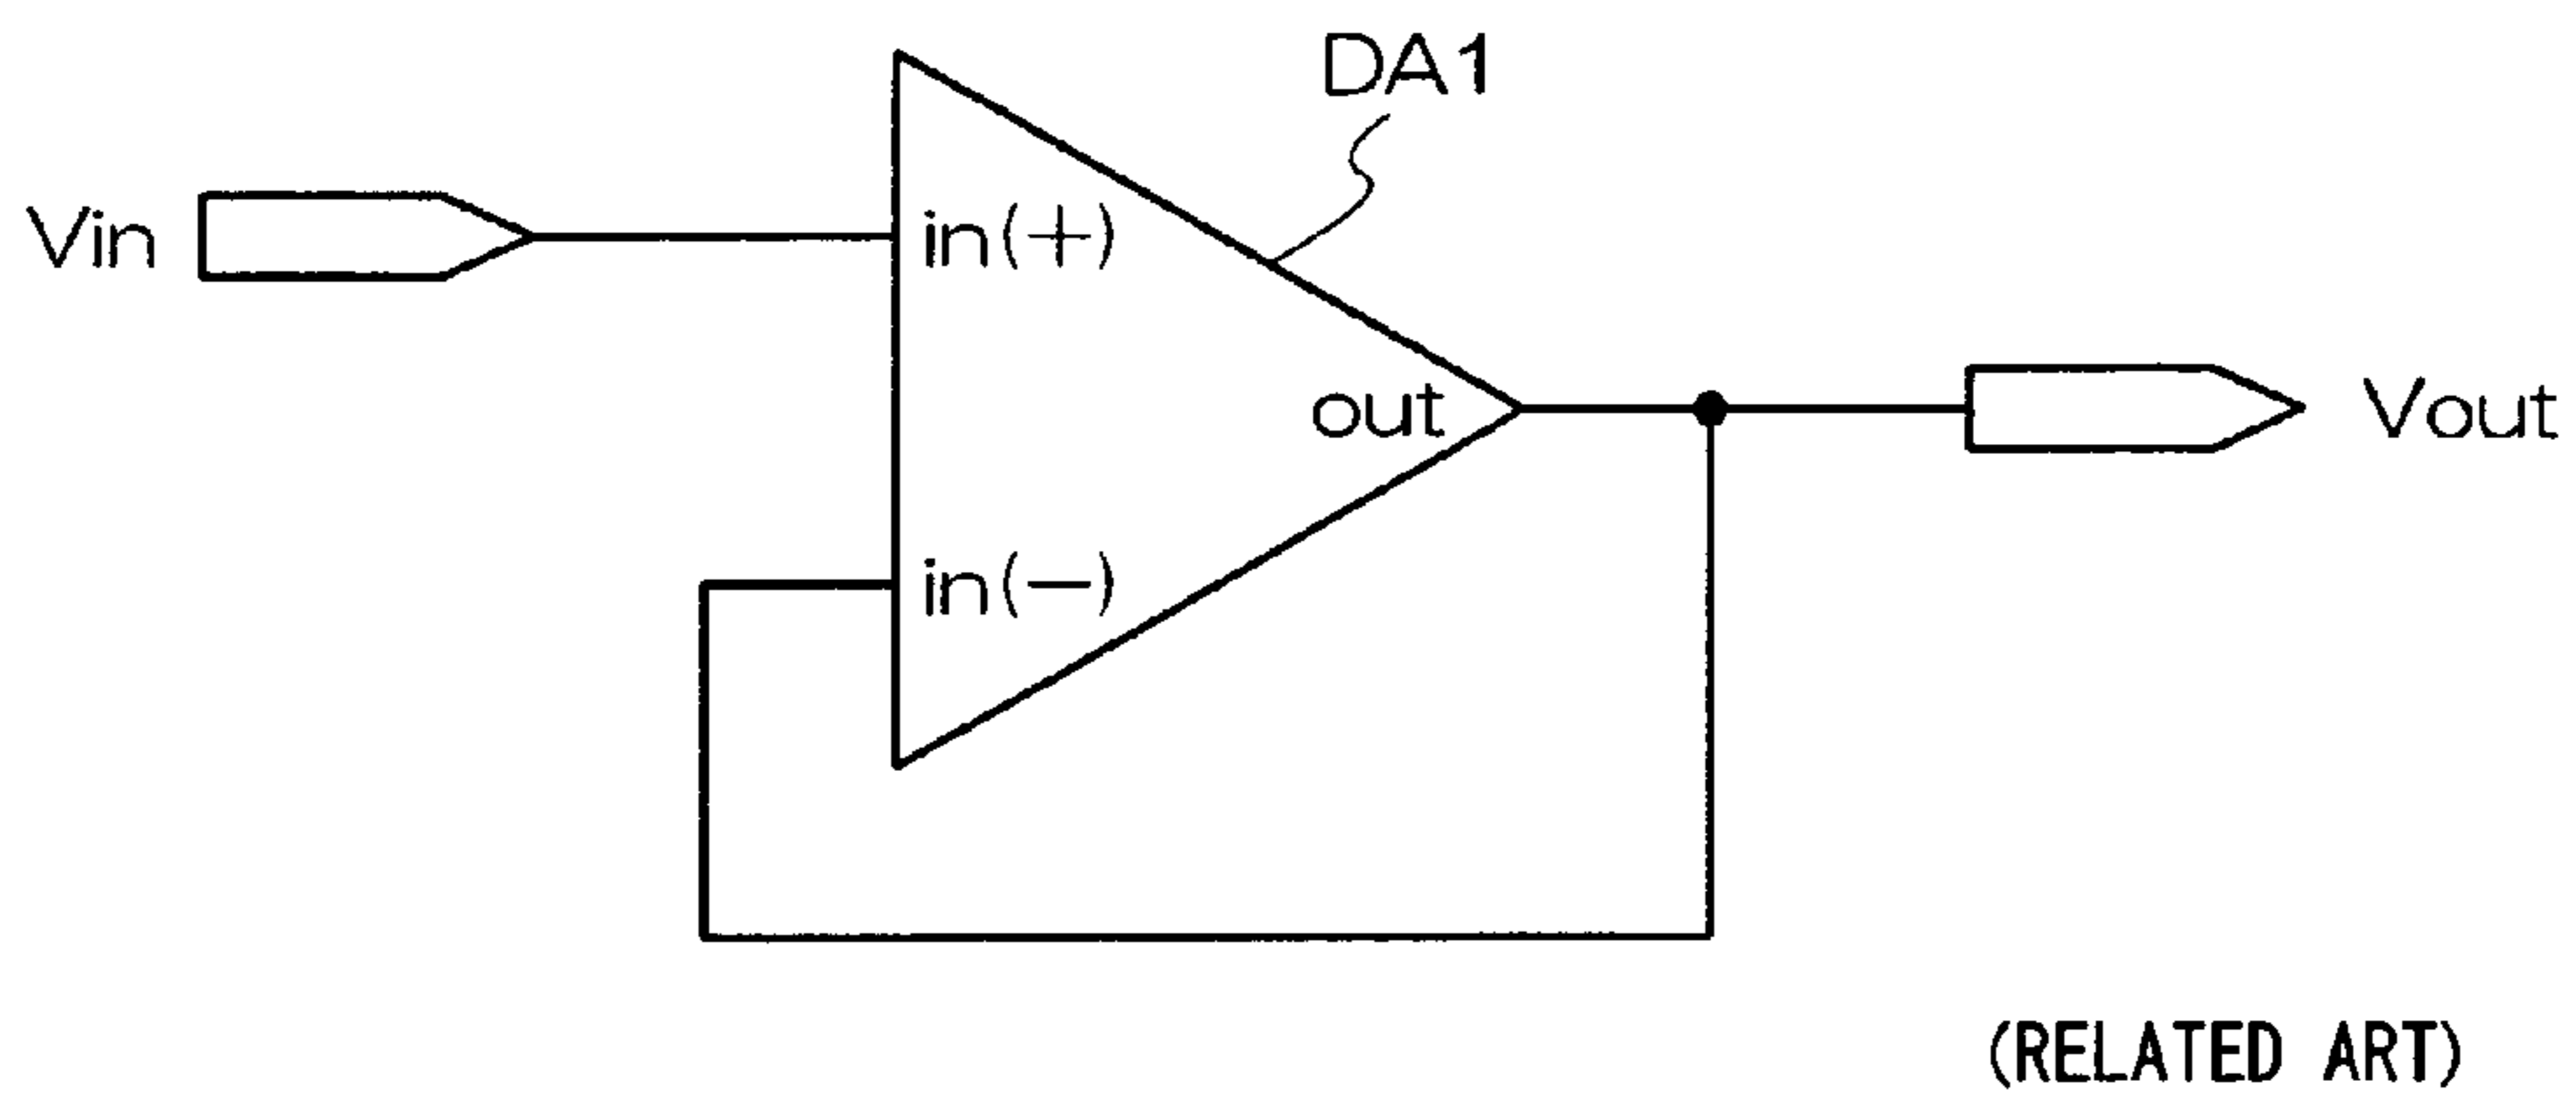 DA1
Vin
in(+)
out
Vout
in(-)
(RELATED ART)